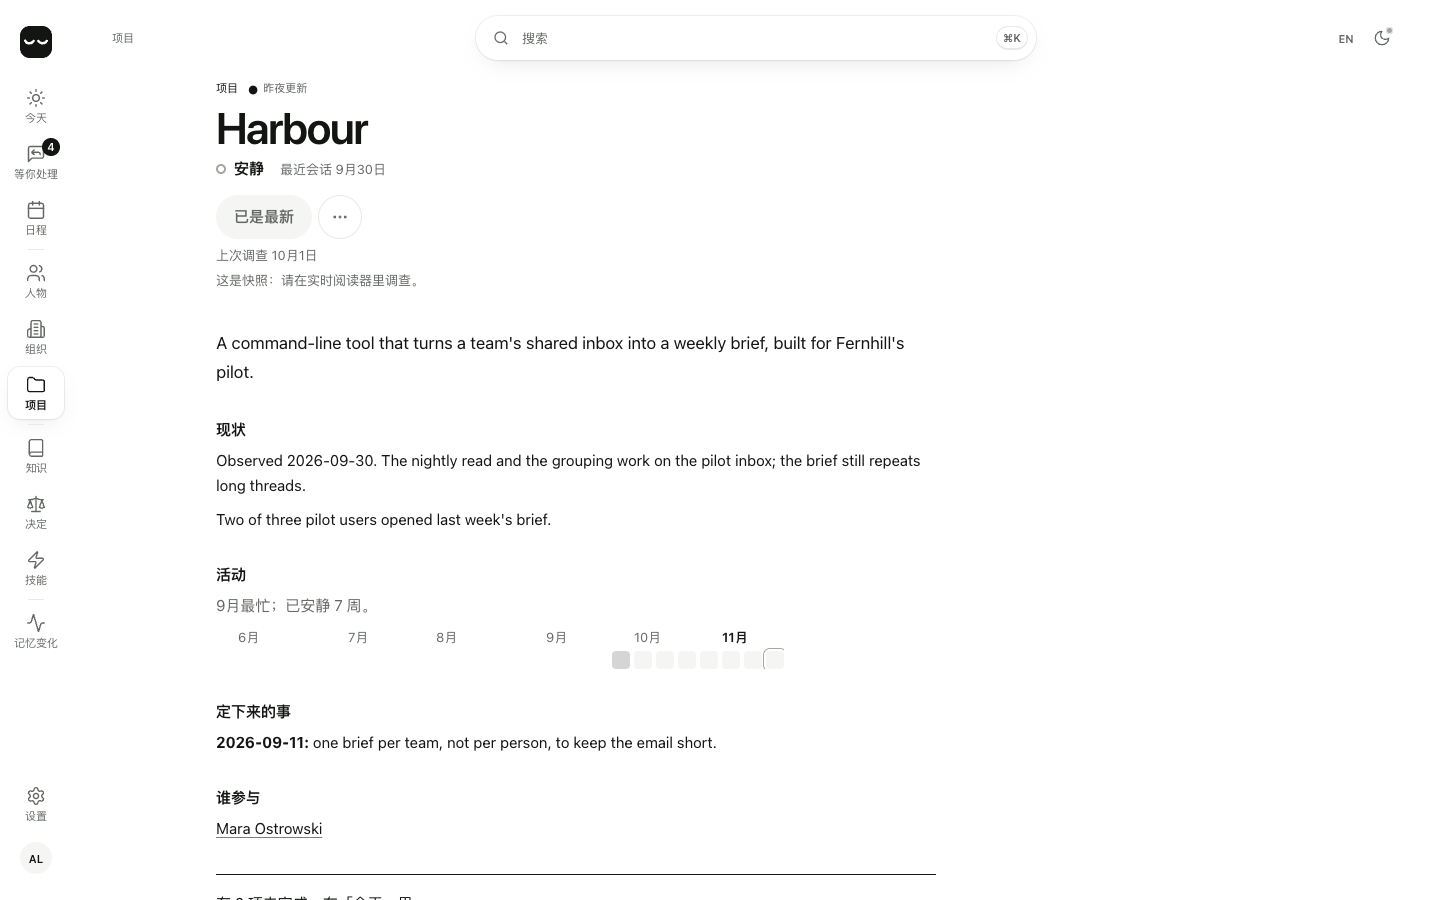 项目
搜索
⌘K
EN
今天
4
等你处理
日程
人物
组织
项目
知识
决定
技能
记忆变化
设置
AL
项目 ● 昨夜更新
Harbour
安静 最近会话 9月30日
已是最新
上次调查 10月1日
这是快照：请在实时阅读器里调查。
A command-line tool that turns a team's shared inbox into a weekly brief, built for Fernhill's
pilot.
现状
Observed 2026-09-30. The nightly read and the grouping work on the pilot inbox; the brief still repeats
long threads.
Two of three pilot users opened last week's brief.
活动
9月最忙；已安静 7 周。
6月 7月 8月 9月 10月 11月
定下来的事
2026-09-11: one brief per team, not per person, to keep the email short.
谁参与
Mara Ostrowski